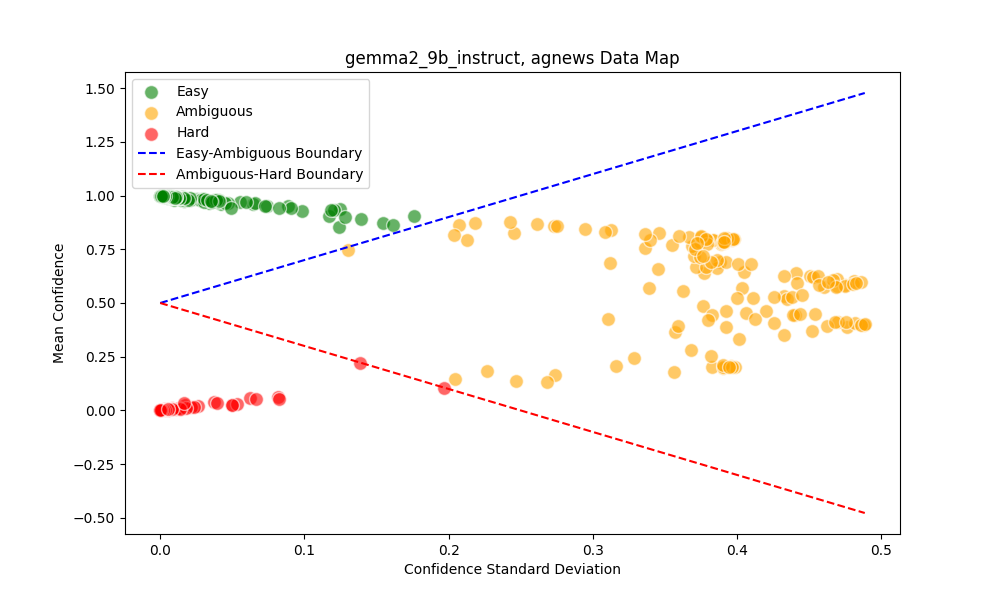 gemma2_9b_instruct, agnews Data Map
Easy
Ambiguous
Hard
Easy-Ambiguous Boundary
Ambiguous-Hard Boundary
Mean Confidence
1.50
1.25
1.00
0.75
0.50
0.25
0.00
−0.25
−0.50
0.0 0.1 0.2 0.3 0.4 0.5
Confidence Standard Deviation